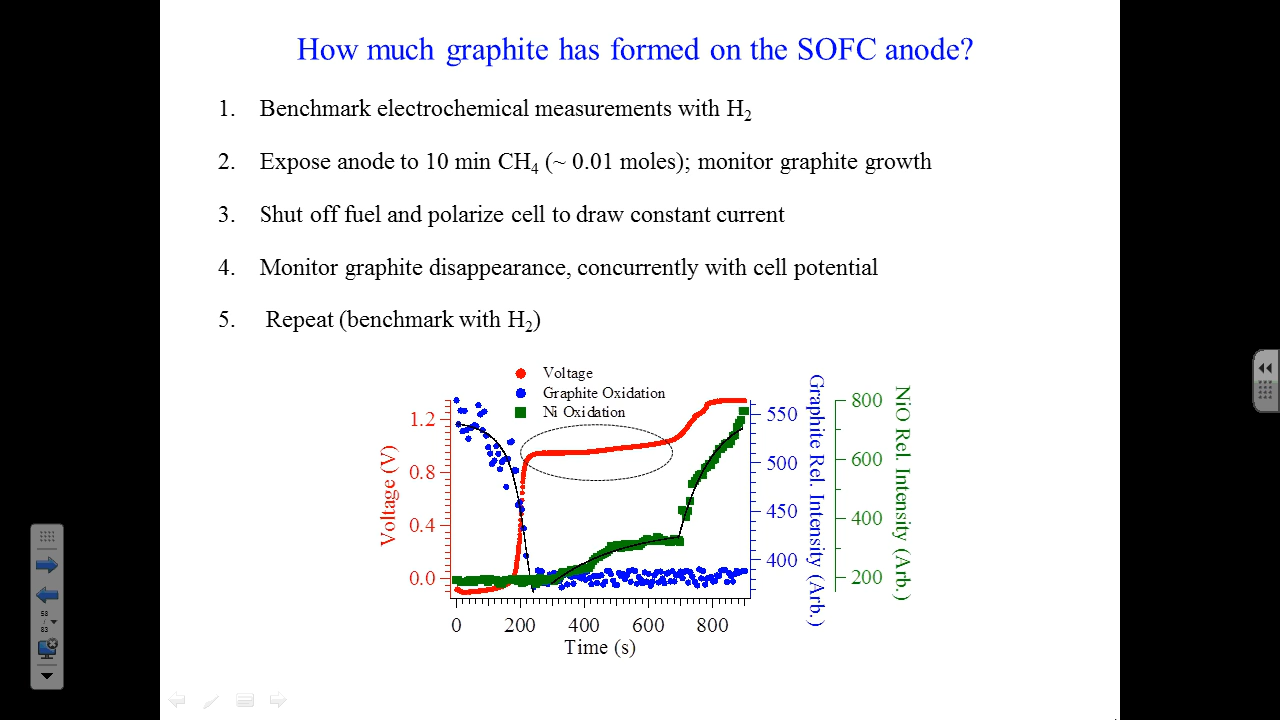 How much graphite has formed on the SOFC anode?
1. Benchmark electrochemical measurements with H₂
2. Expose anode to 10 min CH₄ (~ 0.01 moles); monitor graphite growth
3. Shut off fuel and polarize cell to draw constant current
4. Monitor graphite disappearance, concurrently with cell potential
5. Repeat (benchmark with H₂)
Voltage
Graphite Oxidation
Ni Oxidation
Voltage (V)
1.2
0.8
0.4
0.0
0 200 400 600 800
Time (s)
550
500
450
400
Graphite Rel. Intensity (Arb.)
800
600
400
200
NiO Rel. Intensity (Arb.)
58
83